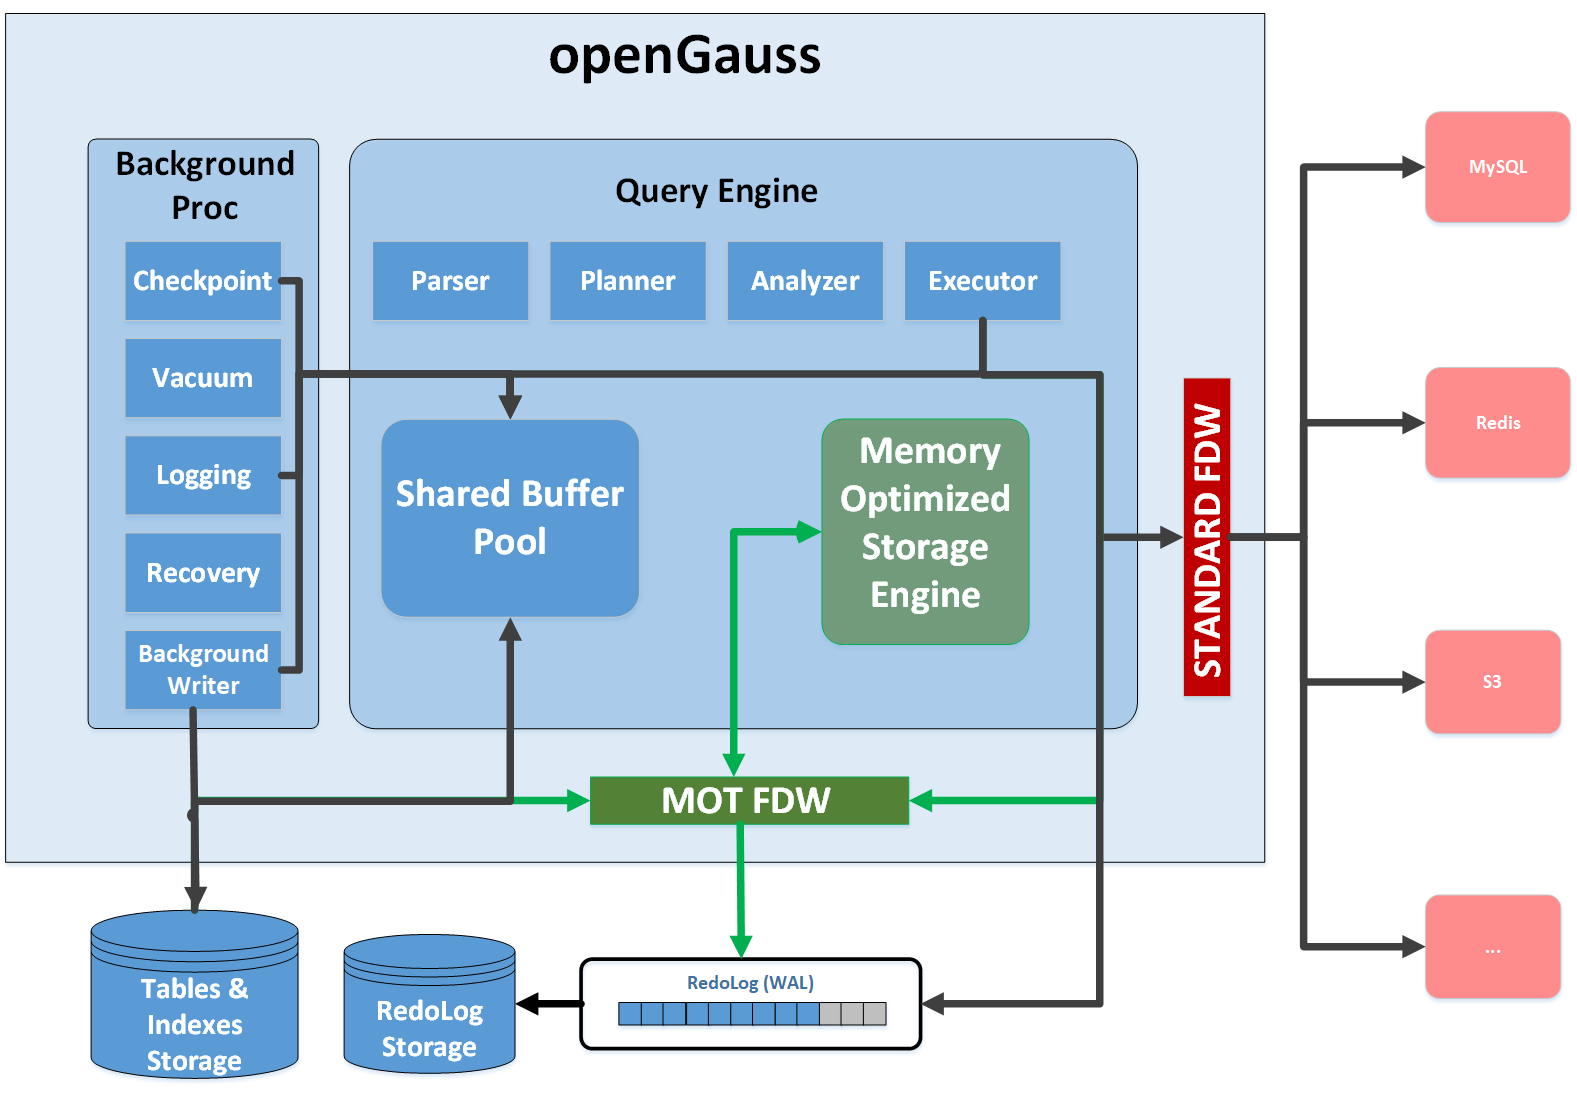 openGauss
Background
Proc
Checkpoint
Vacuum
Logging
Recovery
Background
Writer
Query Engine
Parser
Planner
Analyzer
Executor
Shared Buffer
Pool
Memory
Optimized
Storage
Engine
STANDARD FDW
MOT FDW
MySQL
Redis
S3
...
Tables &
Indexes
Storage
RedoLog
Storage
RedoLog (WAL)